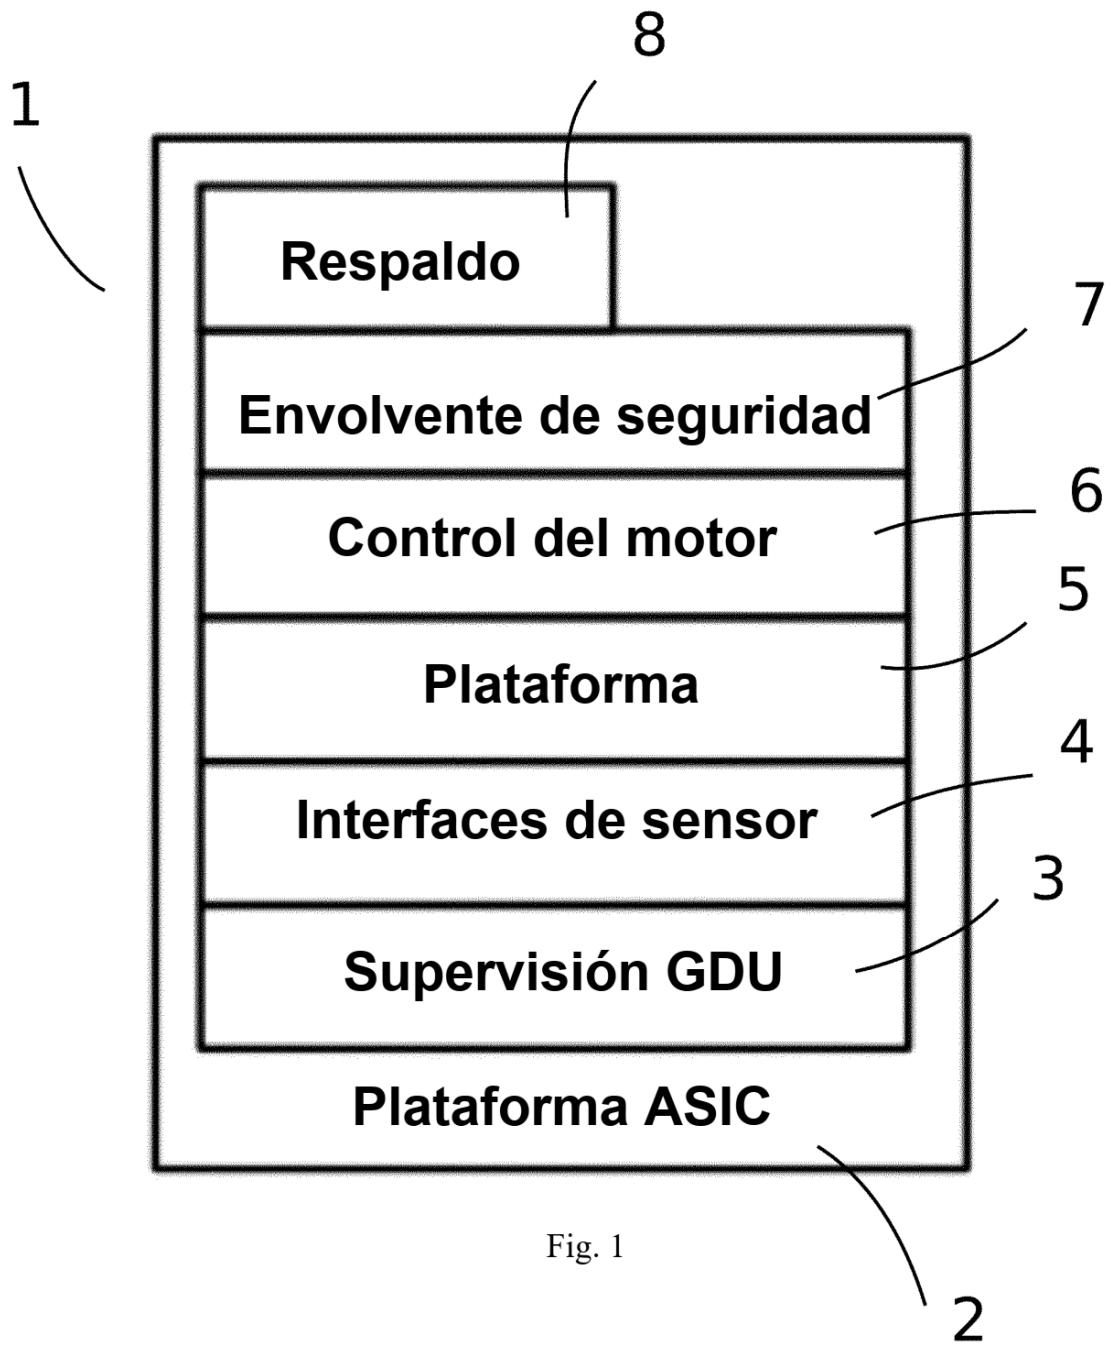 8
1
Respaldo
7
Envolvente de seguridad
6
Control del motor
5
Plataforma
4
Interfaces de sensor
3
Supervisión GDU
Plataforma ASIC
Fig. 1
2